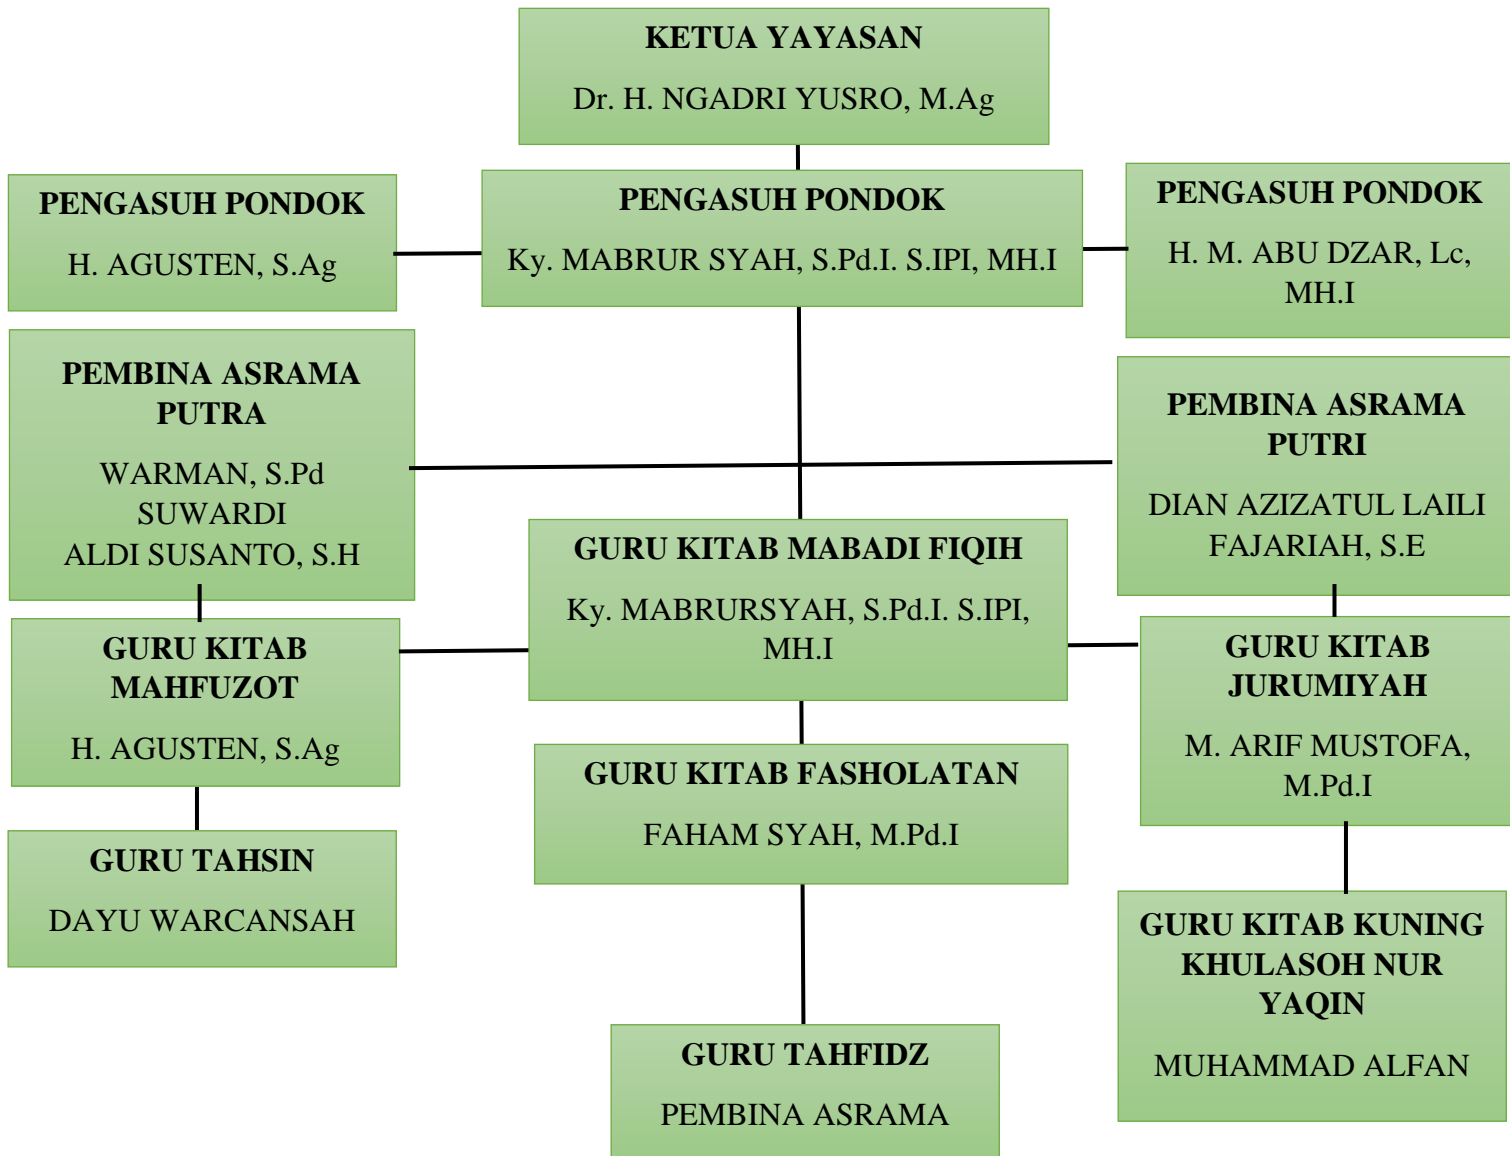 KETUA YAYASAN
Dr. H. NGADRI YUSRO, M.Ag
PENGASUH PONDOK
H. AGUSTEN, S.Ag
PENGASUH PONDOK
Ky. MABRUR SYAH, S.Pd.I. S.IPI, MH.I
PENGASUH PONDOK
H. M. ABU DZAR, Lc,
MH.I
PEMBINA ASRAMA
PUTRA
WARMAN, S.Pd
SUWARDI
ALDI SUSANTO, S.H
PEMBINA ASRAMA
PUTRI
DIAN AZIZATUL LAILI
FAJARIAH, S.E
GURU KITAB MABADI FIQIH
Ky. MABRURSYAH, S.Pd.I. S.IPI,
MH.I
GURU KITAB
MAHFUZOT
H. AGUSTEN, S.Ag
GURU KITAB
JURUMIYAH
M. ARIF MUSTOFA,
M.Pd.I
GURU KITAB FASHOLATAN
FAHAM SYAH, M.Pd.I
GURU TAHSIN
DAYU WARCANSAH
GURU KITAB KUNING
KHULASOH NUR
YAQIN
MUHAMMAD ALFAN
GURU TAHFIDZ
PEMBINA ASRAMA